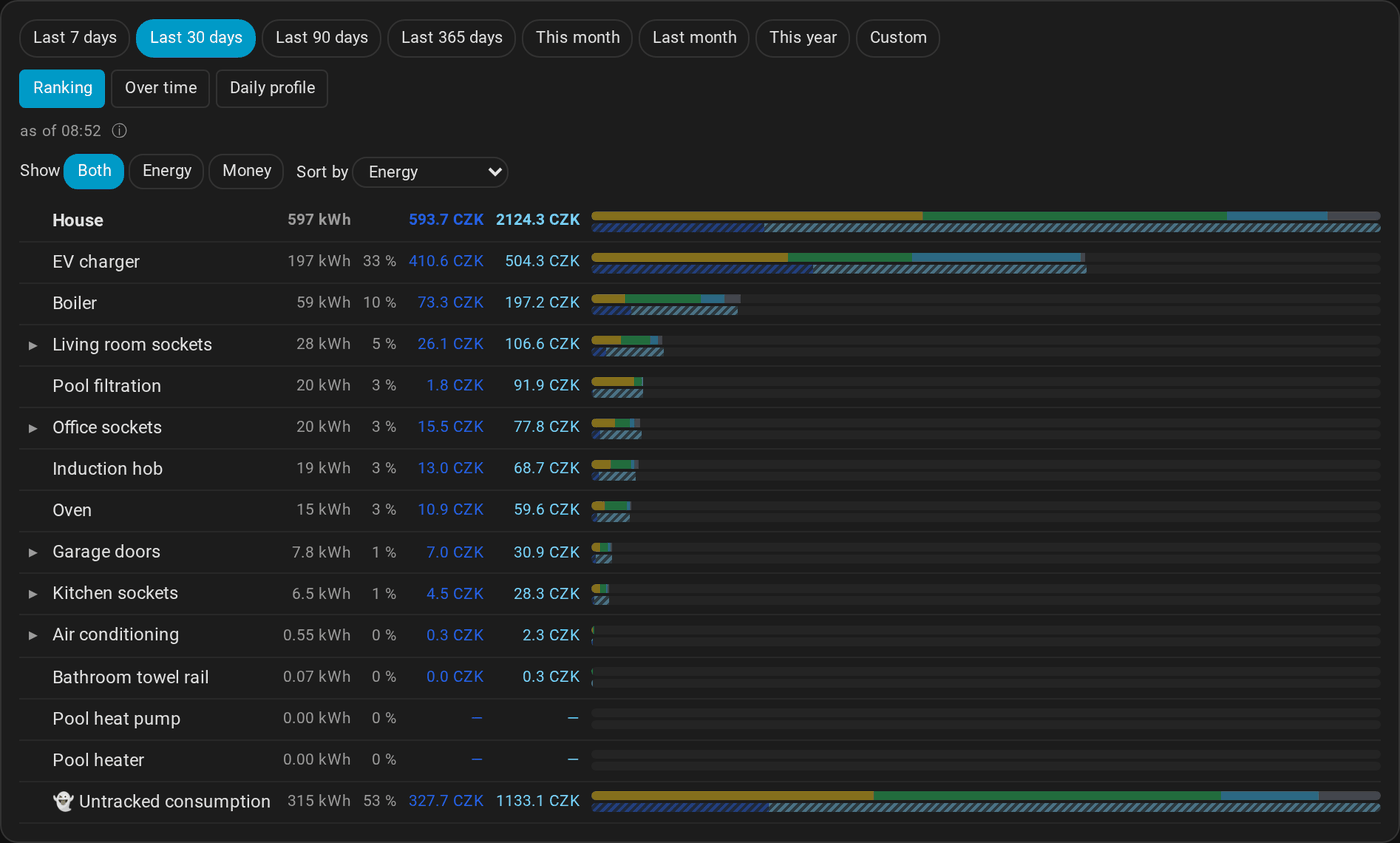 Last 7 days Last 30 days Last 90 days Last 365 days This month Last month This year Custom
Ranking Over time Daily profile
as of 08:52 ⓘ
Show Both Energy Money Sort by Energy
House 597 kWh 593.7 CZK 2124.3 CZK
EV charger 197 kWh 33 % 410.6 CZK 504.3 CZK
Boiler 59 kWh 10 % 73.3 CZK 197.2 CZK
▶ Living room sockets 28 kWh 5 % 26.1 CZK 106.6 CZK
Pool filtration 20 kWh 3 % 1.8 CZK 91.9 CZK
▶ Office sockets 20 kWh 3 % 15.5 CZK 77.8 CZK
Induction hob 19 kWh 3 % 13.0 CZK 68.7 CZK
Oven 15 kWh 3 % 10.9 CZK 59.6 CZK
▶ Garage doors 7.8 kWh 1 % 7.0 CZK 30.9 CZK
▶ Kitchen sockets 6.5 kWh 1 % 4.5 CZK 28.3 CZK
▶ Air conditioning 0.55 kWh 0 % 0.3 CZK 2.3 CZK
Bathroom towel rail 0.07 kWh 0 % 0.0 CZK 0.3 CZK
Pool heat pump 0.00 kWh 0 % — —
Pool heater 0.00 kWh 0 % — —
👻 Untracked consumption 315 kWh 53 % 327.7 CZK 1133.1 CZK